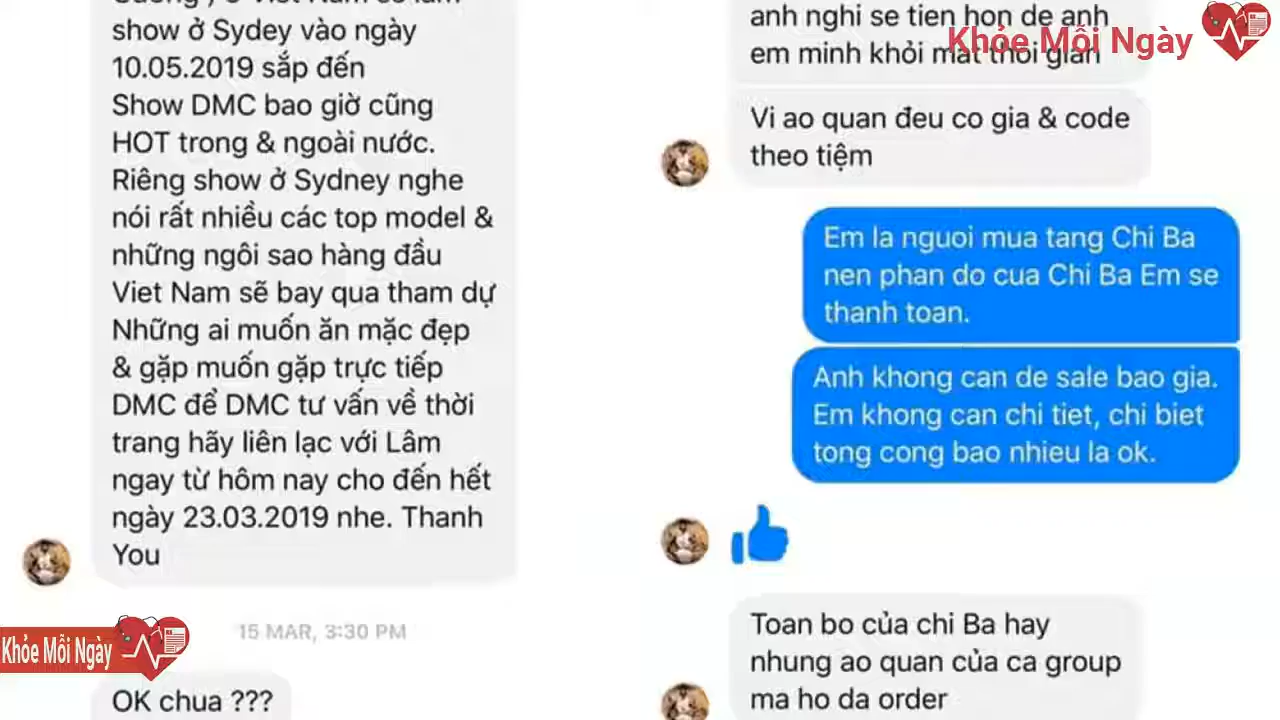 show ở Sydey vào ngày
10.05.2019 sắp đến
Show DMC bao giờ cũng
HOT trong & ngoài nước.
Riêng show ở Sydney nghe
nói rất nhiều các top model &
những ngôi sao hàng đầu
Viet Nam sẽ bay qua tham dự
Những ai muốn ăn mặc đẹp
& gặp muốn gặp trực tiếp
DMC để DMC tư vấn về thời
trang hãy liên lạc với Lâm
ngay từ hôm nay cho đến hết
ngày 23.03.2019 nhe. Thanh
You
15 MAR, 3:30 PM
OK chua ???
Khỏe Mỗi Ngày
anh nghi se tien hon de anh
em minh khỏi mat thoi gian
Khỏe Mỗi Ngày
Vi ao quan đeu co gia & code
theo tiệm
Em la nguoi mua tang Chi Ba
nen phan do cua Chi Ba Em se
thanh toan.
Anh khong can de sale bao gia.
Em khong can chi tiet, chi biet
tong cong bao nhieu la ok.
Toan bo của chi Ba hay
nhung ao quan của ca group
ma ho da order